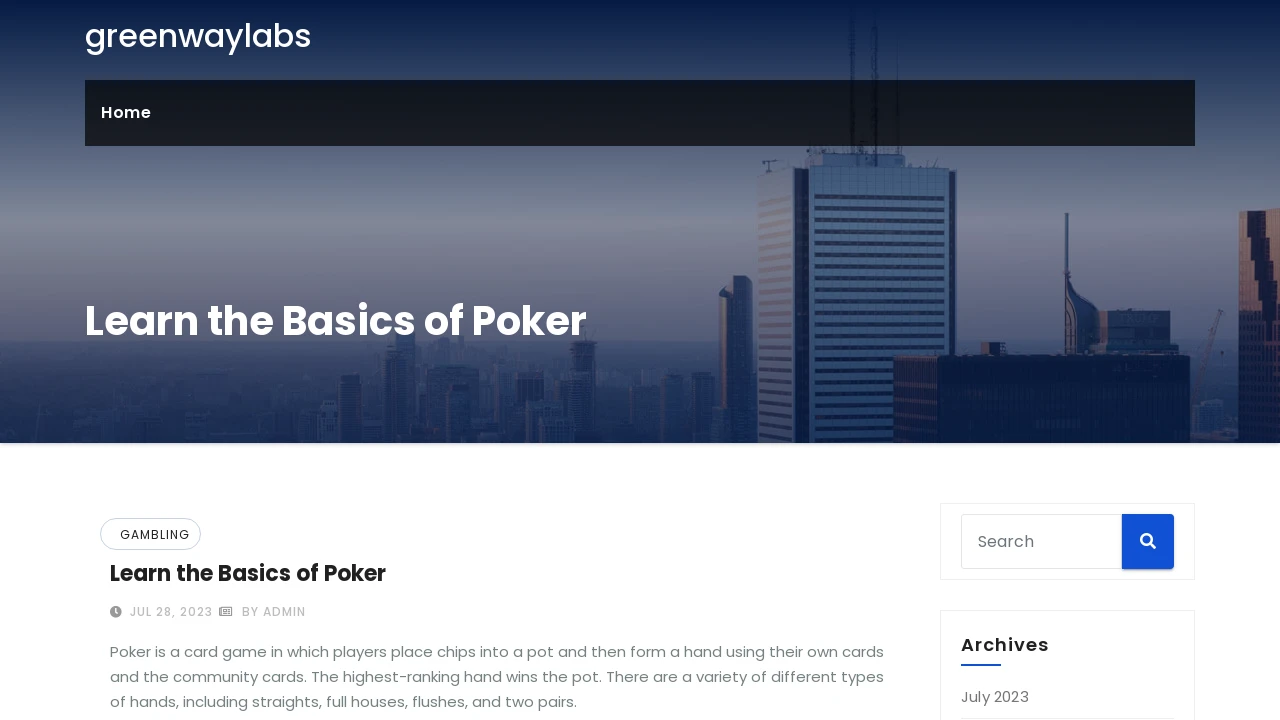 greenwaylabs
Home
Learn the Basics of Poker
GAMBLING
Learn the Basics of Poker
JUL 28, 2023 BY ADMIN
Poker is a card game in which players place chips into a pot and then form a hand using their own cards
and the community cards. The highest-ranking hand wins the pot. There are a variety of different types
of hands, including straights, full houses, flushes, and two pairs.
Search
Archives
July 2023